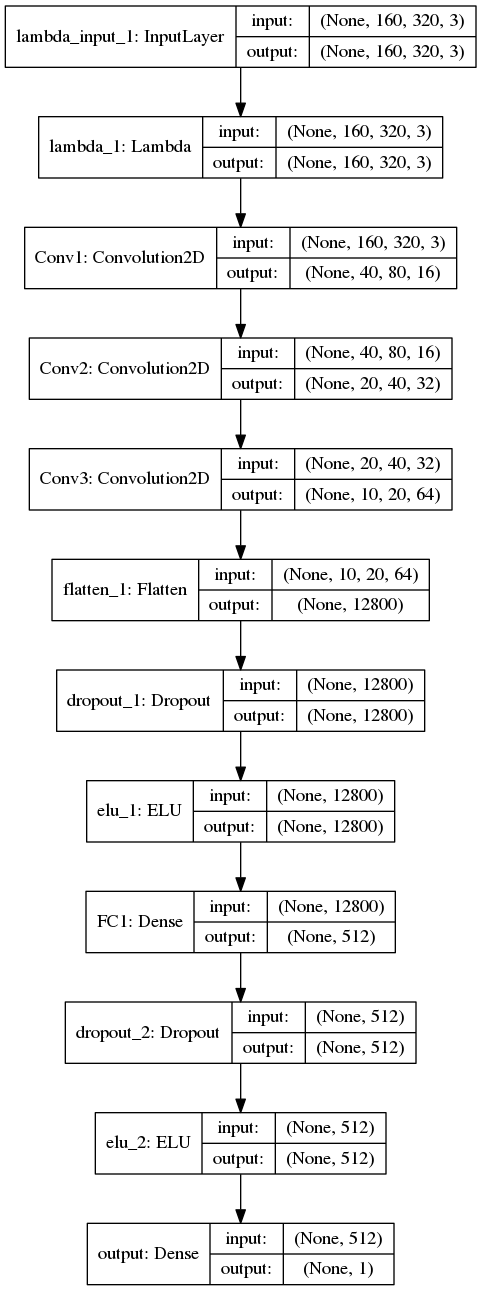 lambda_input_1: InputLayer
input: (None, 160, 320, 3)
output: (None, 160, 320, 3)
lambda_1: Lambda
input: (None, 160, 320, 3)
output: (None, 160, 320, 3)
Conv1: Convolution2D
input: (None, 160, 320, 3)
output: (None, 40, 80, 16)
Conv2: Convolution2D
input: (None, 40, 80, 16)
output: (None, 20, 40, 32)
Conv3: Convolution2D
input: (None, 20, 40, 32)
output: (None, 10, 20, 64)
flatten_1: Flatten
input: (None, 10, 20, 64)
output: (None, 12800)
dropout_1: Dropout
input: (None, 12800)
output: (None, 12800)
elu_1: ELU
input: (None, 12800)
output: (None, 12800)
FC1: Dense
input: (None, 12800)
output: (None, 512)
dropout_2: Dropout
input: (None, 512)
output: (None, 512)
elu_2: ELU
input: (None, 512)
output: (None, 512)
output: Dense
input: (None, 512)
output: (None, 1)